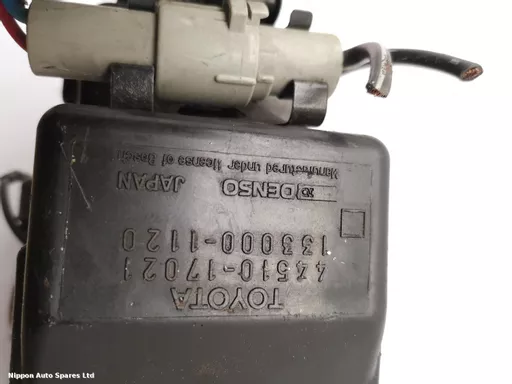 TOYOTA
44510-17021
133000-1120
DENSO JAPAN
Manufactured under license of Bosch
Nippon Auto Spares Ltd